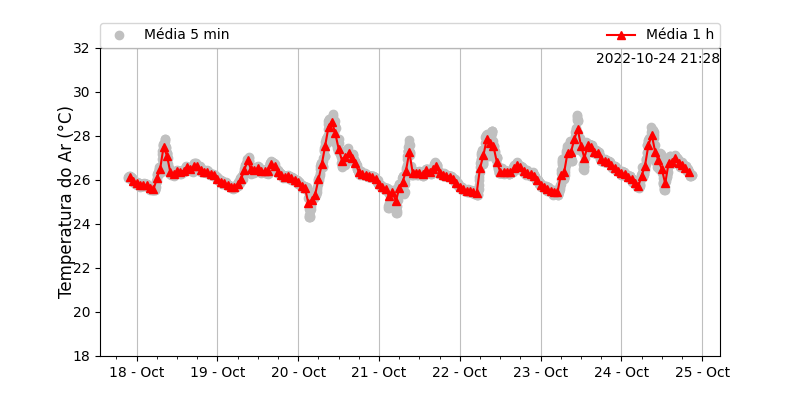 Média 5 min
Média 1 h
2022-10-24 21:28
Temperatura do Ar (°C)
32
30
28
26
24
22
20
18
18 - Oct
19 - Oct
20 - Oct
21 - Oct
22 - Oct
23 - Oct
24 - Oct
25 - Oct